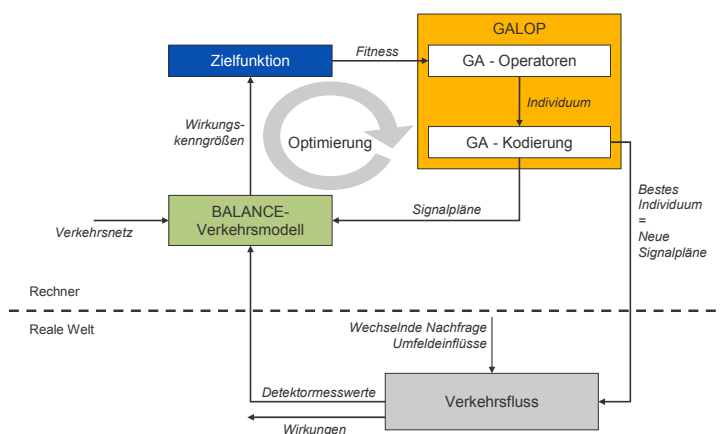 GALOP
Zielfunktion
Fitness
GA - Operatoren
Individuum
Wirkungs-
kenngrößen
Optimierung
GA - Kodierung
BALANCE-
Verkehrsmodell
Signalpläne
Verkehrsnetz
Bestes
Individuum
=
Neue
Signalpläne
Rechner
Reale Welt
Wechselnde Nachfrage
Umfeldeinflüsse
Detektormesswerte
Verkehrsfluss
Wirkungen